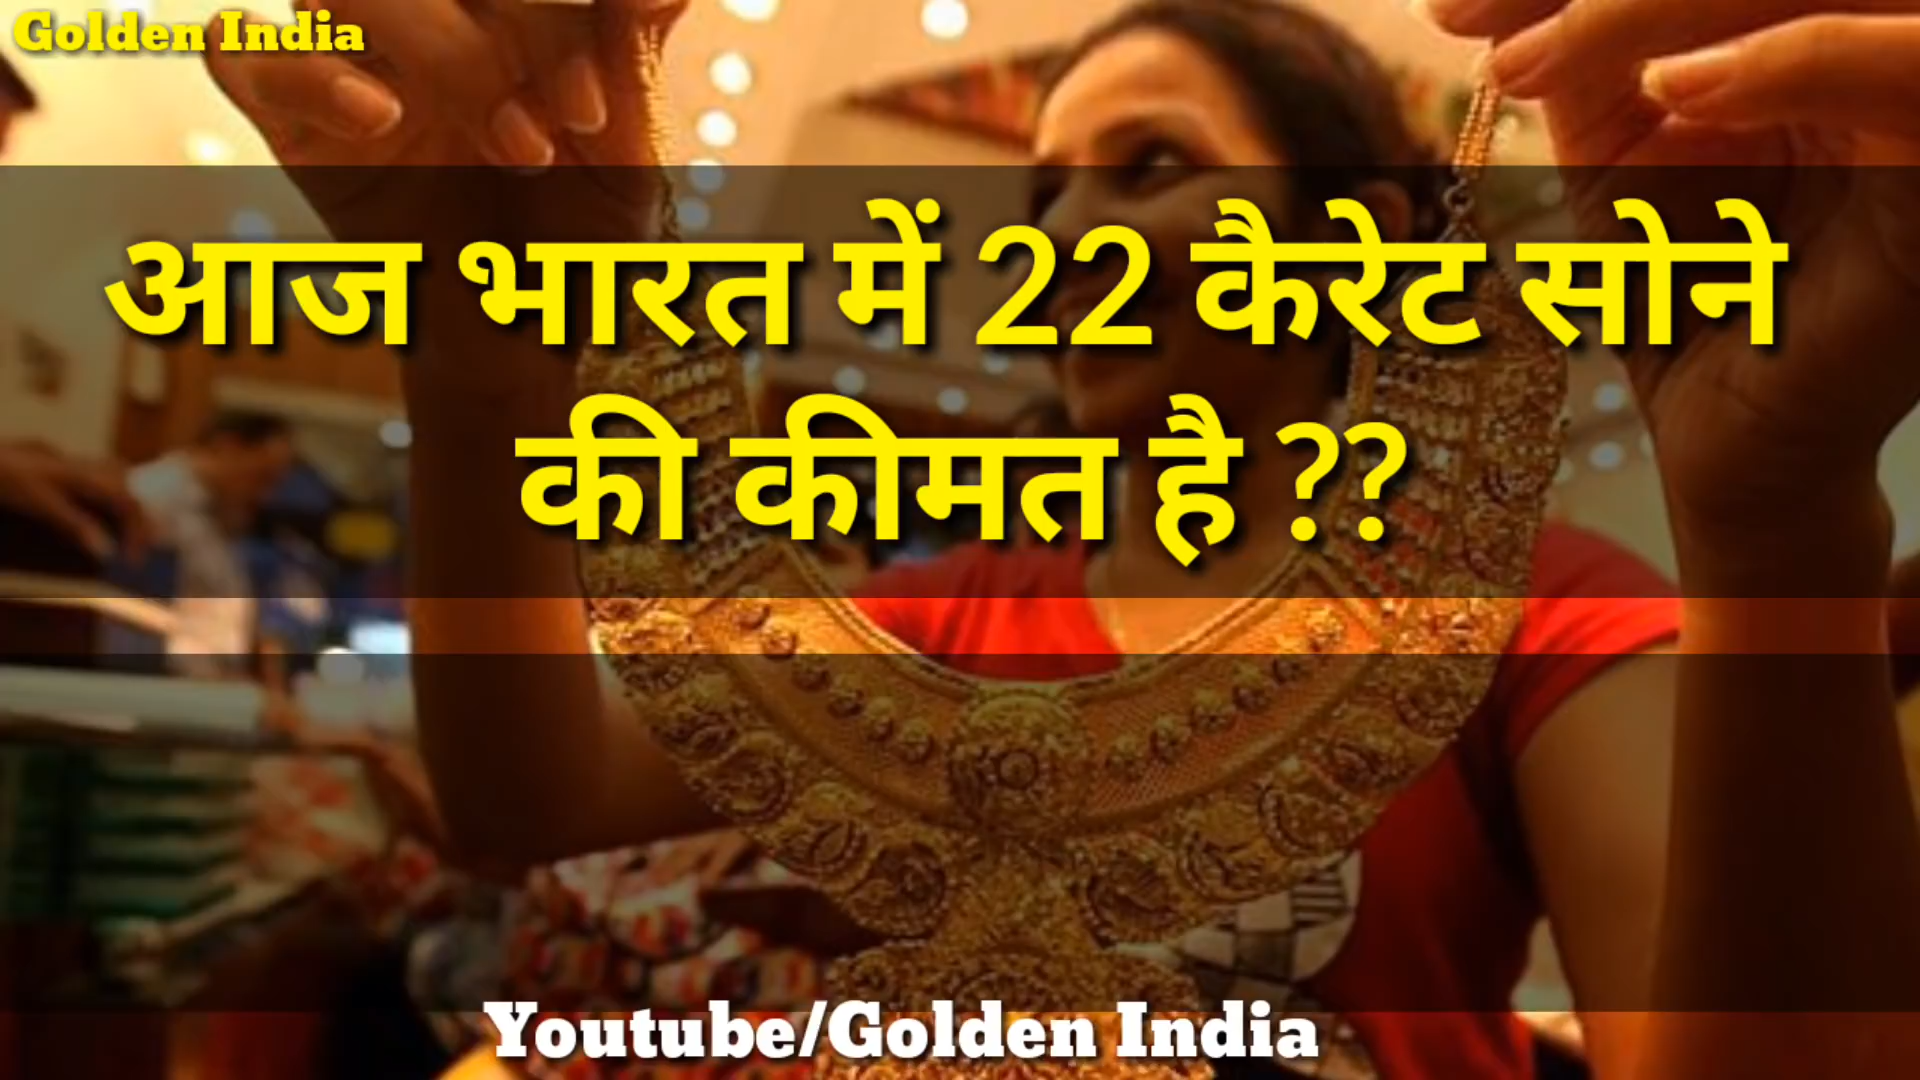 Golden India
आज भारत में 22 कैरेट सोने
की कीमत है ??
Youtube/Golden India